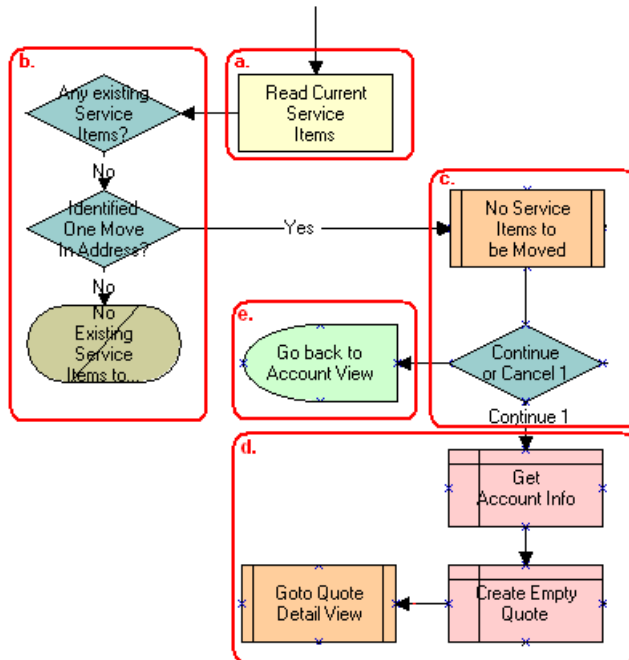 b.
a.
Any existing
Service
Items?
Read Current
Service
Items
No
c.
Identified
One Move
In Address?
Yes
No Service
Items to
be Moved
No
No
Existing
Service
Items to...
e.
Go back to
Account View
Continue
or Cancel 1
Continue 1
d.
Get
Account Info
Goto Quote
Detail View
Create Empty
Quote